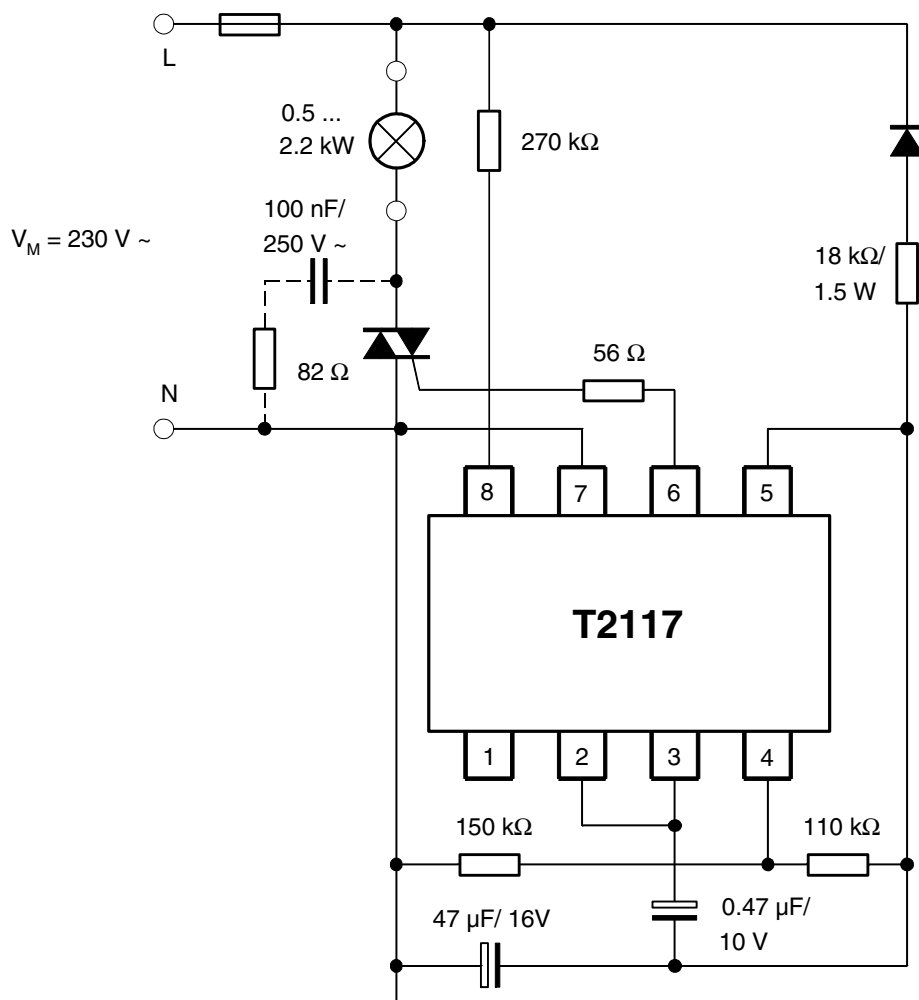 L
0.5 ...
2.2 kW
270 kΩ
100 nF/
250 V ~
V_M = 230 V ~
18 kΩ/
1.5 W
56 Ω
82 Ω
N
8 7 6 5
T2117
1 2 3 4
150 kΩ
110 kΩ
47 µF/ 16V
0.47 µF/
10 V